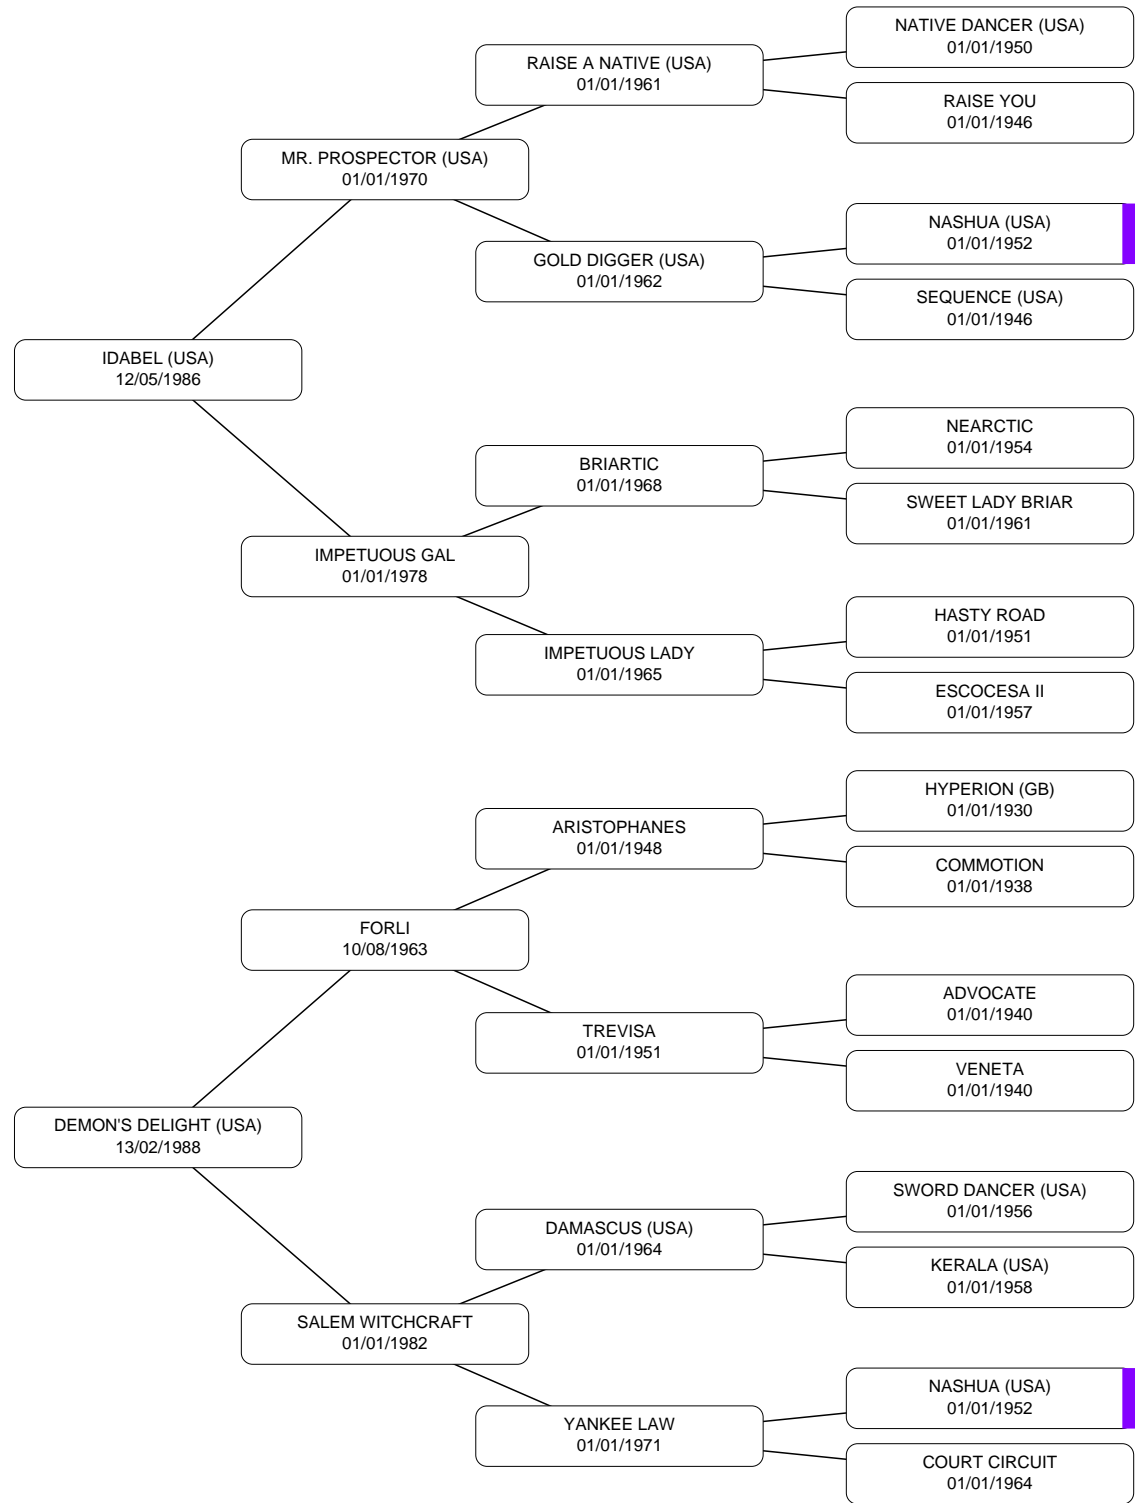 NATIVE DANCER (USA)
01/01/1950
RAISE A NATIVE (USA)
01/01/1961
RAISE YOU
01/01/1946
MR. PROSPECTOR (USA)
01/01/1970
NASHUA (USA)
01/01/1952
GOLD DIGGER (USA)
01/01/1962
SEQUENCE (USA)
01/01/1946
IDABEL (USA)
12/05/1986
NEARCTIC
01/01/1954
BRIARTIC
01/01/1968
SWEET LADY BRIAR
01/01/1961
IMPETUOUS GAL
01/01/1978
HASTY ROAD
01/01/1951
IMPETUOUS LADY
01/01/1965
ESCOCESA II
01/01/1957
HYPERION (GB)
01/01/1930
ARISTOPHANES
01/01/1948
COMMOTION
01/01/1938
FORLI
10/08/1963
ADVOCATE
01/01/1940
TREVISA
01/01/1951
VENETA
01/01/1940
DEMON'S DELIGHT (USA)
13/02/1988
SWORD DANCER (USA)
01/01/1956
DAMASCUS (USA)
01/01/1964
KERALA (USA)
01/01/1958
SALEM WITCHCRAFT
01/01/1982
NASHUA (USA)
01/01/1952
YANKEE LAW
01/01/1971
COURT CIRCUIT
01/01/1964